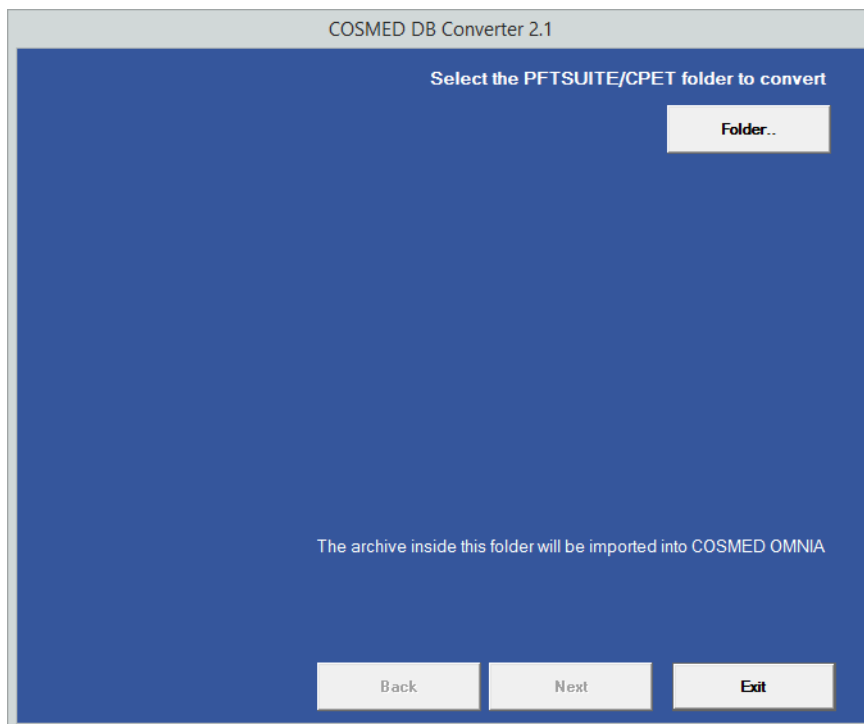 COSMED DB Converter 2.1
Select the PFTSUITE/CPET folder to convert
Folder..
The archive inside this folder will be imported into COSMED OMNIA
Back
Next
Exit